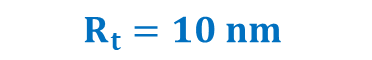 Rₜ = 10 nm